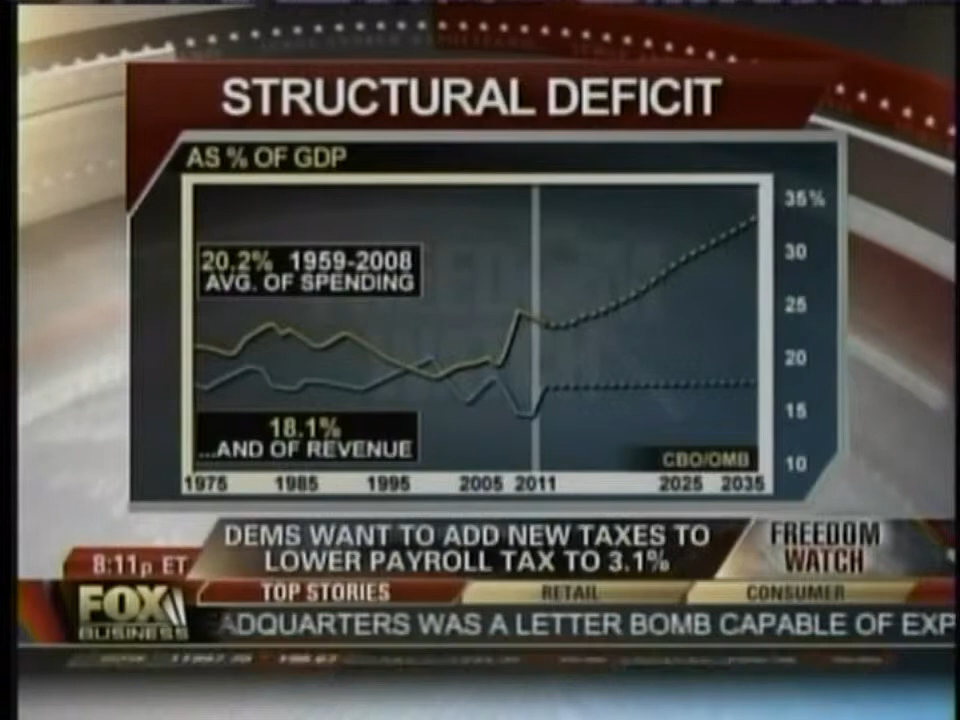 STRUCTURAL DEFICIT
AS % OF GDP
35%
30
25
20
15
10
20.2% 1959-2008
AVG. OF SPENDING
18.1%
...AND OF REVENUE
CBO/OMB
1975 1985 1995 2005 2011 2025 2035
DEMS WANT TO ADD NEW TAXES TO
LOWER PAYROLL TAX TO 3.1%
FREEDOM
WATCH
8:11p ET
TOP STORIES RETAIL CONSUMER
FOX
BUSINESS
ADQUARTERS WAS A LETTER BOMB CAPABLE OF EXP